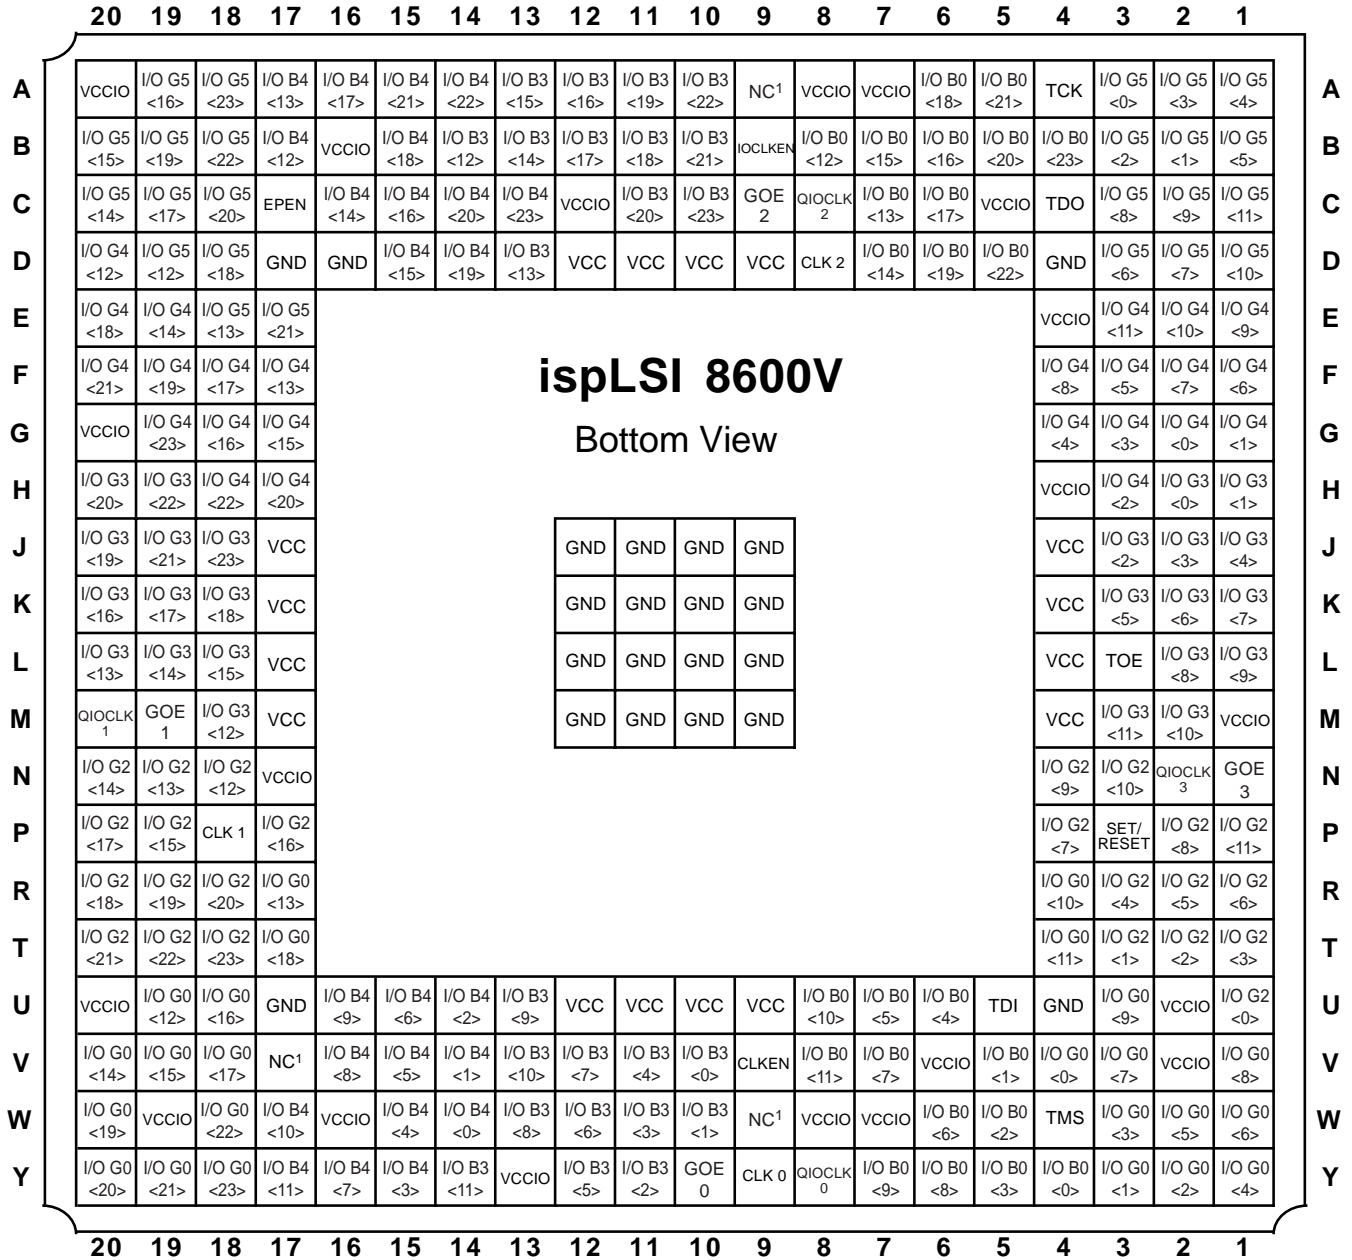 20 19 18 17 16 15 14 13 12 11 10 9 8 7 6 5 4 3 2 1
A VCCIO I/O G5 I/O G5 I/O B4 I/O B4 I/O B4 I/O B4 I/O B3 I/O B3 I/O B3 I/O B3 NC1 VCCIO VCCIO I/O B0 I/O B0 TCK I/O G5 I/O G5 I/O G5 A
<16> <23> <13> <17> <21> <22> <15> <16> <19> <22> <18> <21> <0> <3> <4>
B I/O G5 I/O G5 I/O G5 I/O B4 VCCIO I/O B4 I/O B3 I/O B3 I/O B3 I/O B3 I/O B3 IOCLKEN I/O B0 I/O B0 I/O B0 I/O B0 I/O B0 I/O G5 I/O G5 I/O G5 B
<15> <19> <22> <12> <18> <12> <14> <17> <18> <21> <12> <15> <16> <20> <23> <2> <1> <5>
C I/O G5 I/O G5 I/O G5 EPEN I/O B4 I/O B4 I/O B4 I/O B4 VCCIO I/O B3 I/O B3 GOE QIOCLK I/O B0 I/O B0 VCCIO TDO I/O G5 I/O G5 I/O G5 C
<14> <17> <20> <14> <16> <20> <23> <20> <23> 2 2 <13> <17> <8> <9> <11>
D I/O G4 I/O G5 I/O G5 GND GND I/O B4 I/O B4 I/O B3 VCC VCC VCC VCC CLK 2 I/O B0 I/O B0 I/O B0 GND I/O G5 I/O G5 I/O G5 D
<12> <12> <18> <15> <19> <13> <14> <19> <22> <6> <7> <10>
E I/O G4 I/O G4 I/O G5 I/O G5 VCCIO I/O G4 I/O G4 I/O G4 E
<18> <14> <13> <21> <11> <10> <9>
F I/O G4 I/O G4 I/O G4 I/O G4 ispLSI 8600V I/O G4 I/O G4 I/O G4 I/O G4 F
<21> <19> <17> <13> <8> <5> <7> <6>
G VCCIO I/O G4 I/O G4 I/O G4 Bottom View I/O G4 I/O G4 I/O G4 I/O G4 G
<23> <16> <15> <4> <3> <0> <1>
H I/O G3 I/O G3 I/O G4 I/O G4 VCCIO I/O G4 I/O G3 I/O G3 H
<20> <22> <22> <20> <2> <0> <1>
J I/O G3 I/O G3 I/O G3 VCC GND GND GND GND VCC I/O G3 I/O G3 I/O G3 J
<19> <21> <23> <2> <3> <4>
K I/O G3 I/O G3 I/O G3 VCC GND GND GND GND VCC I/O G3 I/O G3 I/O G3 K
<16> <17> <18> <5> <6> <7>
L I/O G3 I/O G3 I/O G3 VCC GND GND GND GND VCC TOE I/O G3 I/O G3 L
<13> <14> <15> <8> <9>
M QIOCLK GOE I/O G3 VCC GND GND GND GND VCC I/O G3 I/O G3 VCCIO M
1 1 <12> <11> <10>
N I/O G2 I/O G2 I/O G2 VCCIO I/O G2 I/O G2 QIOCLK GOE N
<14> <13> <12> <9> <10> 3 3
P I/O G2 I/O G2 CLK 1 I/O G2 I/O G2 SET/ I/O G2 I/O G2 P
<17> <15> <16> <7> RESET <8> <11>
R I/O G2 I/O G2 I/O G2 I/O G0 I/O G0 I/O G2 I/O G2 I/O G2 R
<18> <19> <20> <13> <10> <4> <5> <6>
T I/O G2 I/O G2 I/O G2 I/O G0 I/O G0 I/O G2 I/O G2 I/O G2 T
<21> <22> <23> <18> <11> <1> <2> <3>
U VCCIO I/O G0 I/O G0 GND I/O B4 I/O B4 I/O B4 I/O B3 VCC VCC VCC VCC I/O B0 I/O B0 I/O B0 TDI GND I/O G0 VCCIO I/O G2 U
<12> <16> <9> <6> <2> <9> <10> <5> <4> <9> <0>
V I/O G0 I/O G0 I/O G0 NC1 I/O B4 I/O B4 I/O B4 I/O B3 I/O B3 I/O B3 I/O B3 CLKEN I/O B0 I/O B0 VCCIO I/O B0 I/O G0 I/O G0 VCCIO I/O G0 V
<14> <15> <17> <8> <5> <1> <10> <7> <4> <0> <11> <7> <1> <0> <7> <8>
W I/O G0 VCCIO I/O G0 I/O B4 VCCIO I/O B4 I/O B4 I/O B3 I/O B3 I/O B3 I/O B3 NC1 VCCIO VCCIO I/O B0 I/O B0 TMS I/O G0 I/O G0 I/O G0 W
<19> <22> <10> <4> <0> <8> <6> <3> <1> <6> <2> <3> <5> <6>
Y I/O G0 I/O G0 I/O G0 I/O B4 I/O B4 I/O B4 I/O B3 VCCIO I/O B3 I/O B3 GOE CLK 0 QIOCLK I/O B0 I/O B0 I/O B0 I/O B0 I/O G0 I/O G0 I/O G0 Y
<20> <21> <23> <11> <7> <3> <11> <5> <2> 0 0 <9> <8> <3> <0> <1> <2> <4>
20 19 18 17 16 15 14 13 12 11 10 9 8 7 6 5 4 3 2 1